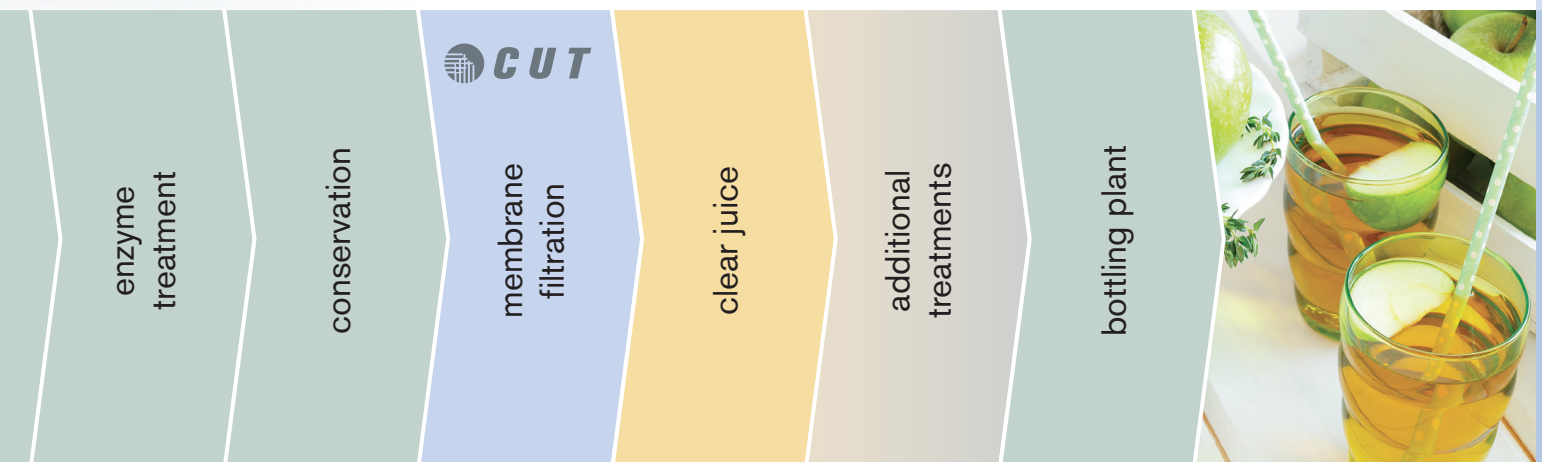 enzyme
treatment
conservation
CUT
membrane
filtration
clear juice
additional
treatments
bottling plant